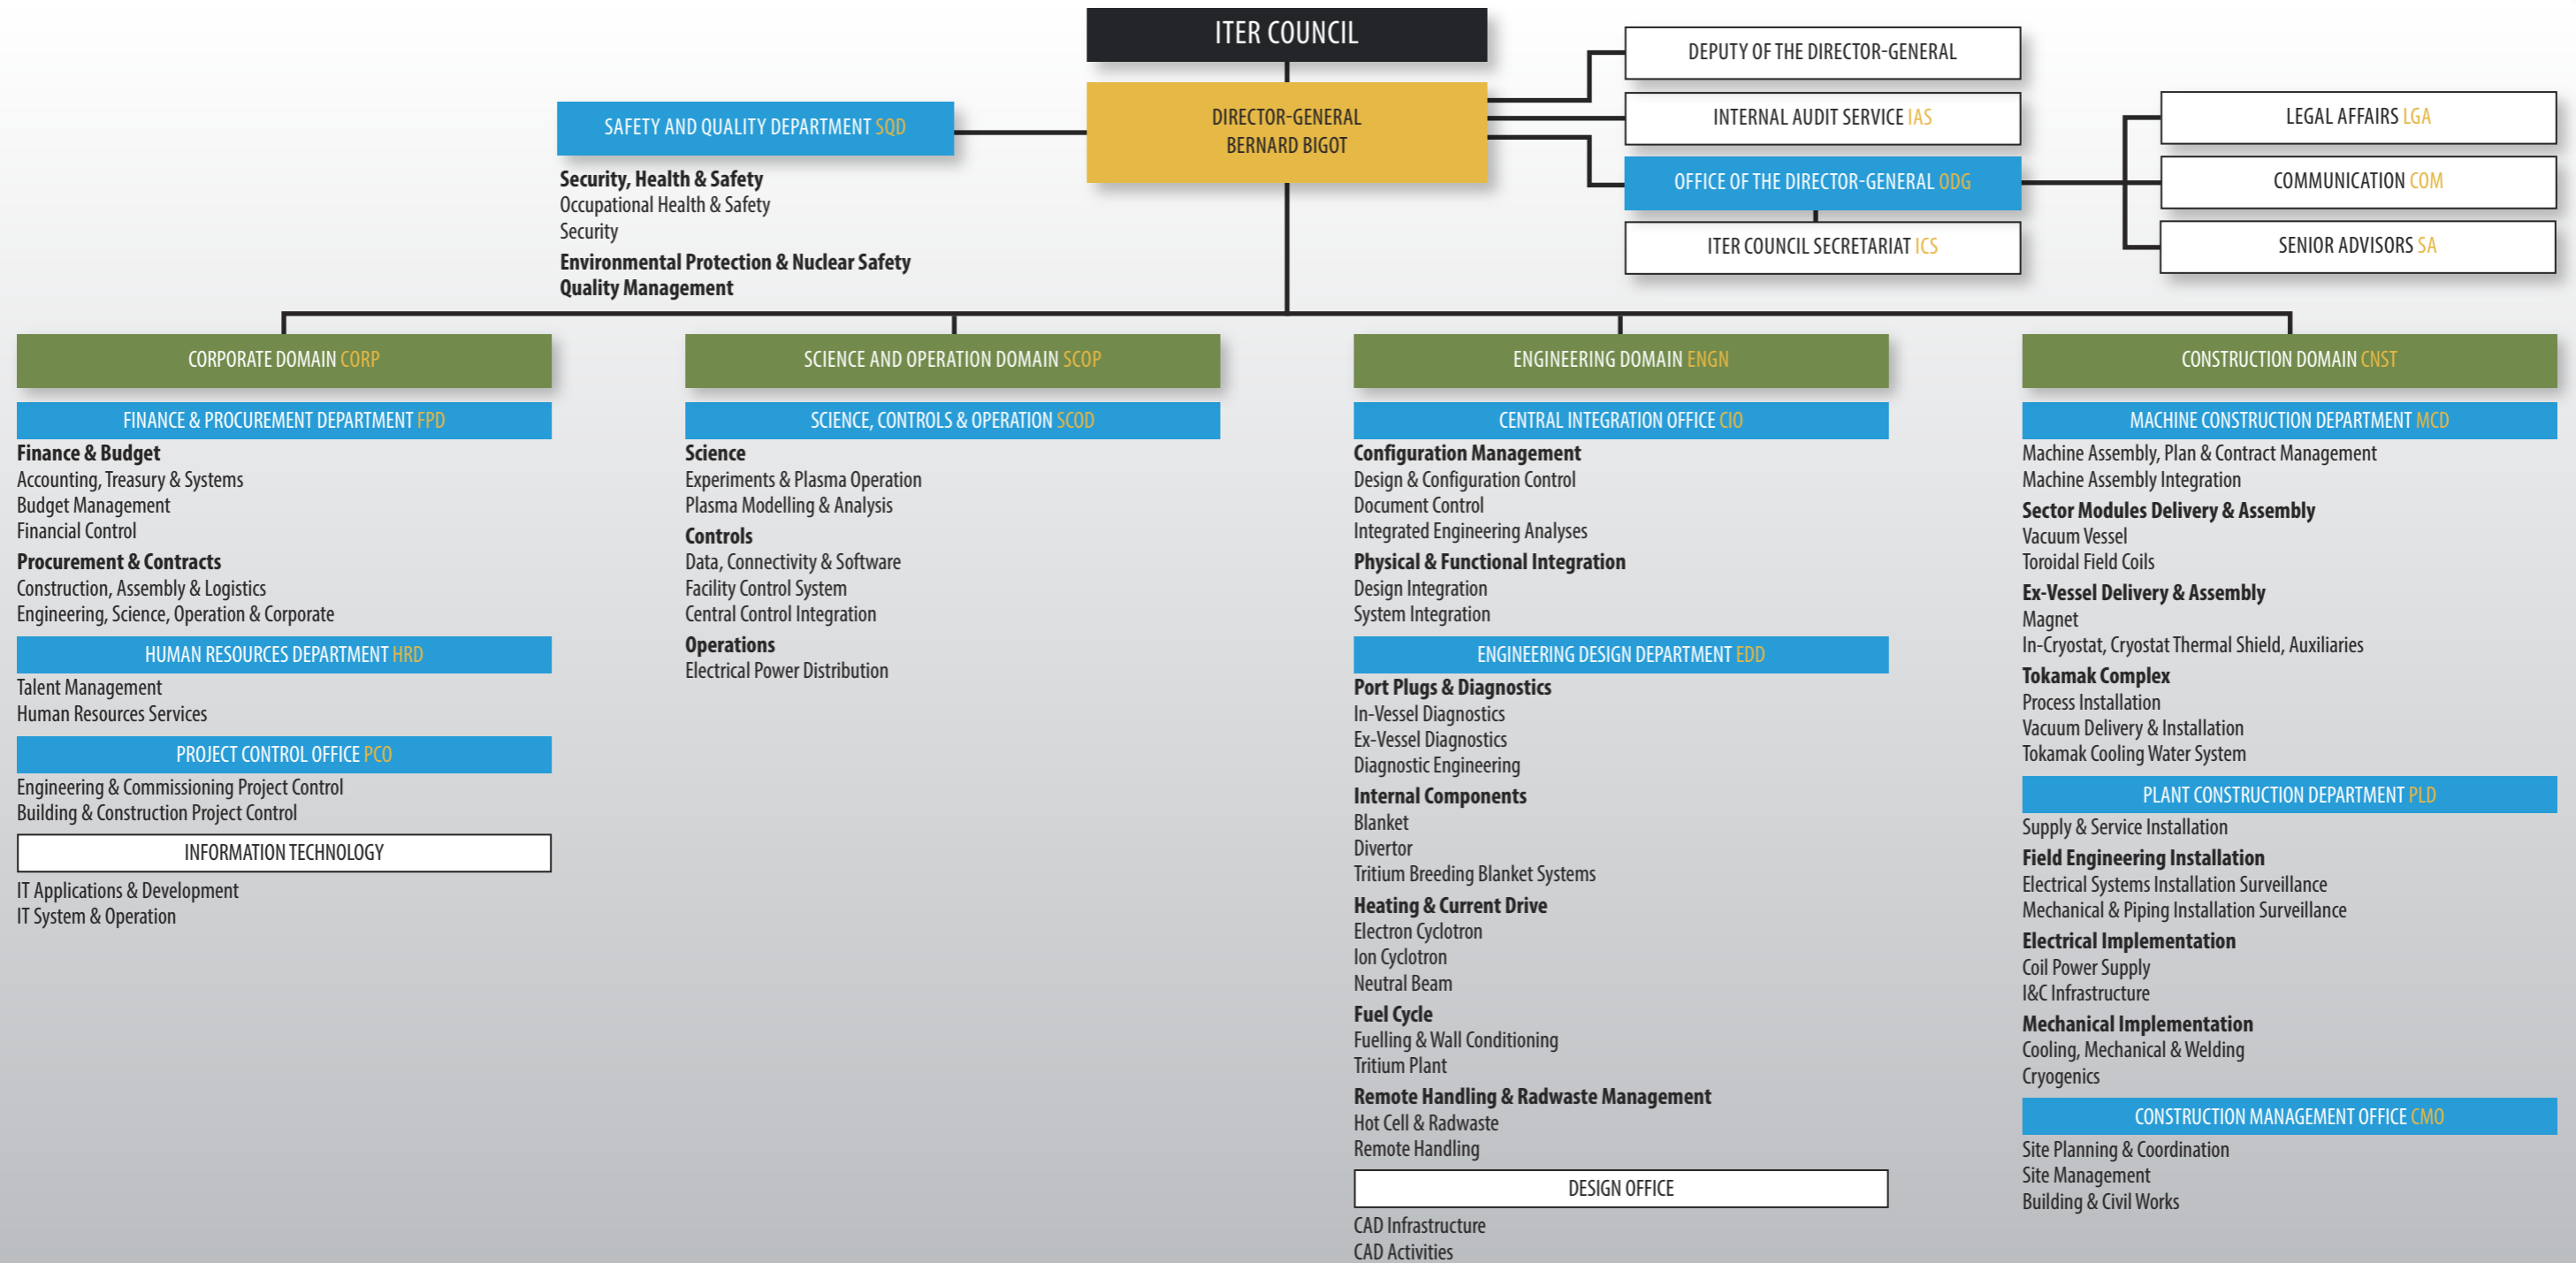 ITER COUNCIL
DIRECTOR-GENERAL
BERNARD BIGOT
SAFETY AND QUALITY DEPARTMENT SQD
Security, Health & Safety
Occupational Health & Safety
Security
Environmental Protection & Nuclear Safety
Quality Management
DEPUTY OF THE DIRECTOR-GENERAL
INTERNAL AUDIT SERVICE IAS
OFFICE OF THE DIRECTOR-GENERAL ODG
ITER COUNCIL SECRETARIAT ICS
LEGAL AFFAIRS LGA
COMMUNICATION COM
SENIOR ADVISORS SA
CORPORATE DOMAIN CORP
FINANCE & PROCUREMENT DEPARTMENT FPD
Finance & Budget
Accounting, Treasury & Systems
Budget Management
Financial Control
Procurement & Contracts
Construction, Assembly & Logistics
Engineering, Science, Operation & Corporate
HUMAN RESOURCES DEPARTMENT HRD
Talent Management
Human Resources Services
PROJECT CONTROL OFFICE PCO
Engineering & Commissioning Project Control
Building & Construction Project Control
INFORMATION TECHNOLOGY
IT Applications & Development
IT System & Operation
SCIENCE AND OPERATION DOMAIN SCOP
SCIENCE, CONTROLS & OPERATION SCOD
Science
Experiments & Plasma Operation
Plasma Modelling & Analysis
Controls
Data, Connectivity & Software
Facility Control System
Central Control Integration
Operations
Electrical Power Distribution
ENGINEERING DOMAIN ENGN
CENTRAL INTEGRATION OFFICE CIO
Configuration Management
Design & Configuration Control
Document Control
Integrated Engineering Analyses
Physical & Functional Integration
Design Integration
System Integration
ENGINEERING DESIGN DEPARTMENT EDD
Port Plugs & Diagnostics
In-Vessel Diagnostics
Ex-Vessel Diagnostics
Diagnostic Engineering
Internal Components
Blanket
Divertor
Tritium Breeding Blanket Systems
Heating & Current Drive
Electron Cyclotron
Ion Cyclotron
Neutral Beam
Fuel Cycle
Fuelling & Wall Conditioning
Tritium Plant
Remote Handling & Radwaste Management
Hot Cell & Radwaste
Remote Handling
DESIGN OFFICE
CAD Infrastructure
CAD Activities
CONSTRUCTION DOMAIN CNST
MACHINE CONSTRUCTION DEPARTMENT MCD
Machine Assembly, Plan & Contract Management
Machine Assembly Integration
Sector Modules Delivery & Assembly
Vacuum Vessel
Toroidal Field Coils
Ex-Vessel Delivery & Assembly
Magnet
In-Cryostat, Cryostat Thermal Shield, Auxiliaries
Tokamak Complex
Process Installation
Vacuum Delivery & Installation
Tokamak Cooling Water System
PLANT CONSTRUCTION DEPARTMENT PLD
Supply & Service Installation
Field Engineering Installation
Electrical Systems Installation Surveillance
Mechanical & Piping Installation Surveillance
Electrical Implementation
Coil Power Supply
I&C Infrastructure
Mechanical Implementation
Cooling, Mechanical & Welding
Cryogenics
CONSTRUCTION MANAGEMENT OFFICE CMO
Site Planning & Coordination
Site Management
Building & Civil Works